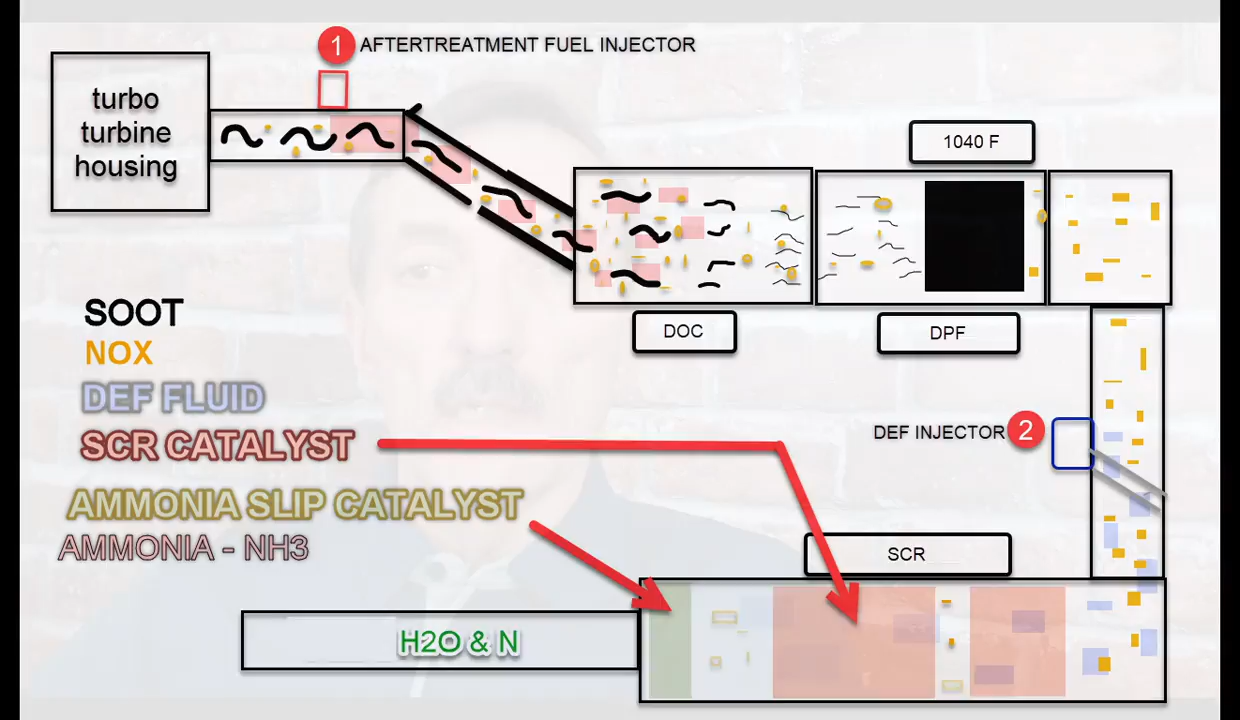 1 AFTERTREATMENT FUEL INJECTOR
turbo
turbine
housing
1040 F
DOC
DPF
SOOT
NOX
DEF FLUID
SCR CATALYST
DEF INJECTOR 2
AMMONIA SLIP CATALYST
AMMONIA - NH3
SCR
H2O & N